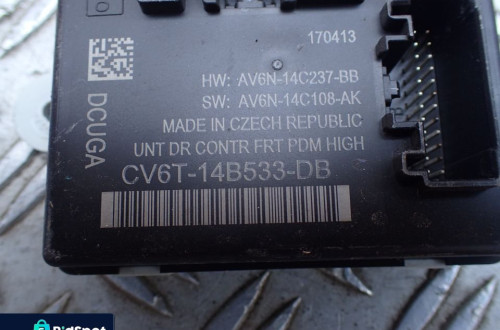 170413
HW: AV6N-14C237-BB
SW: AV6N-14C108-AK
MADE IN CZECH REPUBLIC
UNT DR CONTR FRT PDM HIGH
CV6T-14B533-DB
DCUGA